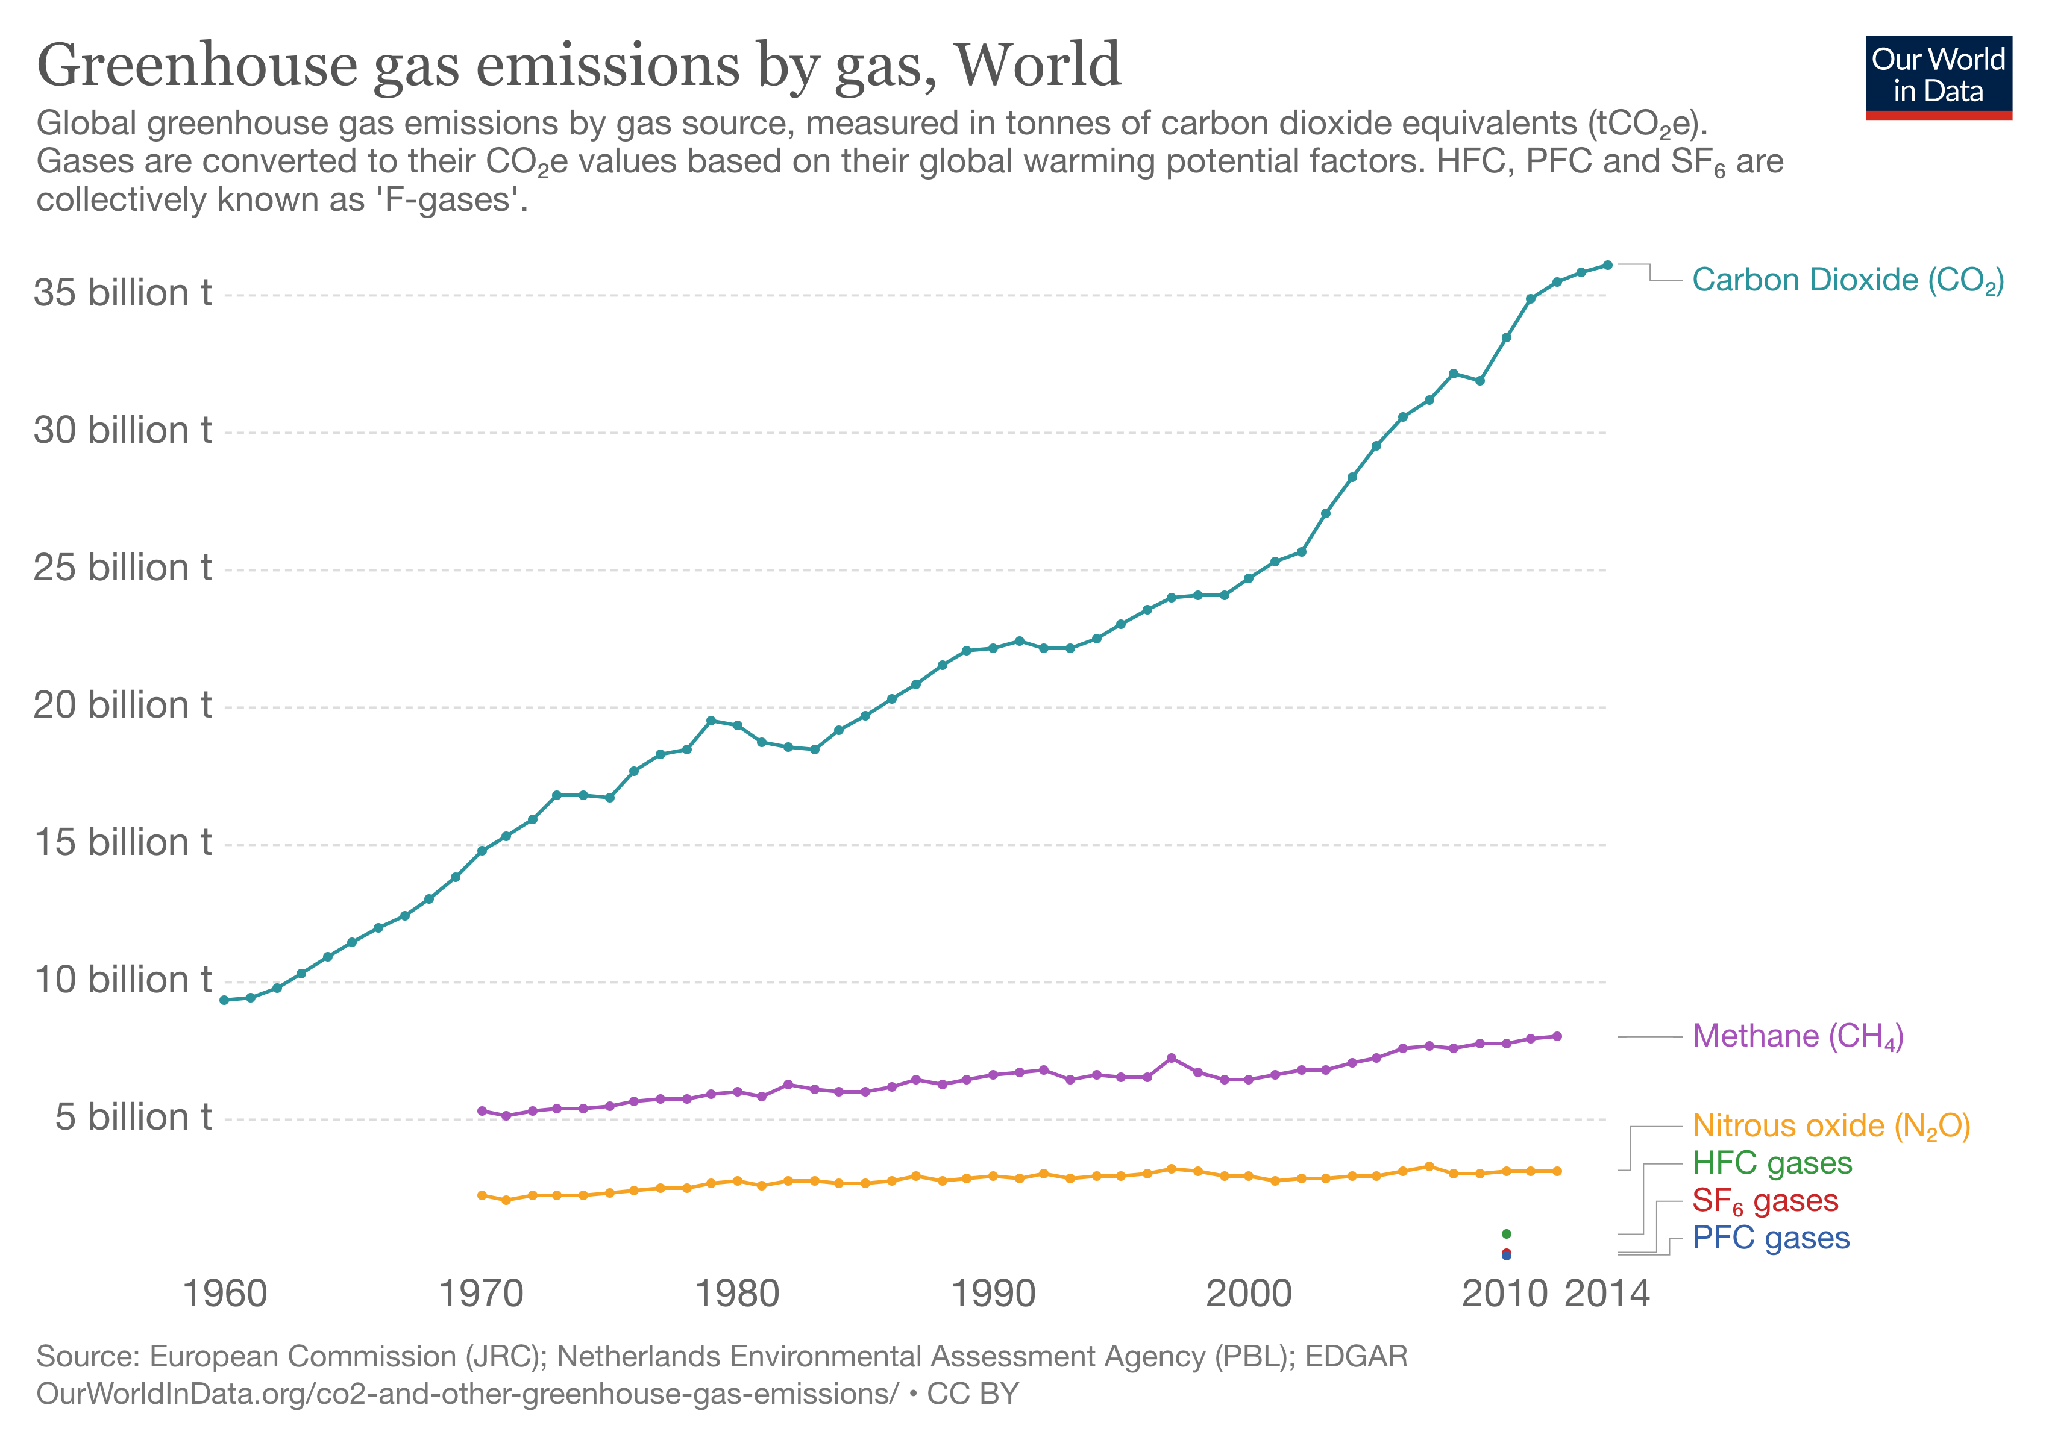 Greenhouse gas emissions by gas, World
Our World
in Data
Global greenhouse gas emissions by gas source, measured in tonnes of carbon dioxide equivalents (tCO₂e).
Gases are converted to their CO₂e values based on their global warming potential factors. HFC, PFC and SF₆ are
collectively known as 'F-gases'.
35 billion t
Carbon Dioxide (CO₂)
30 billion t
25 billion t
20 billion t
15 billion t
10 billion t
Methane (CH₄)
5 billion t
Nitrous oxide (N₂O)
HFC gases
SF₆ gases
PFC gases
1960 1970 1980 1990 2000 2010 2014
Source: European Commission (JRC); Netherlands Environmental Assessment Agency (PBL); EDGAR
OurWorldInData.org/co2-and-other-greenhouse-gas-emissions/ • CC BY